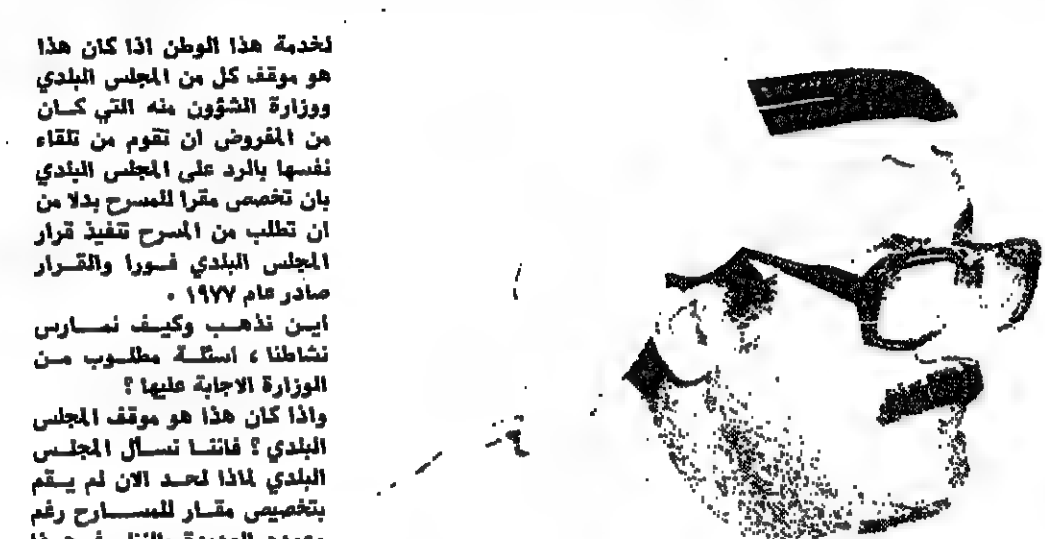 لخدمة هذا الوطن اذا كان هذا
هو موقف كل من المجلس البلدي
ووزارة الشؤون منه التي كان
من المفروض ان تقوم من تلقاء
نفسها بالرد على المجلس البلدي
بان تخصص مقرا للمسرح بدلا من
ان تطلب من المسرح تنفيذ قرار
المجلس البلدي فورا والقرار
صادر عام ١٩٧٧ ٠
اين نذهب وكيف نمارس
نشاطنا ، اسئلة مطلوب من
الوزارة الاجابة عليها ؟
واذا كان هذا هو موقف المجلس
البلدي ؟ فاننا نسأل المجلس
البلدي لماذا لحد الان لم يقم
بتخصيص مقار للمسارح رغم